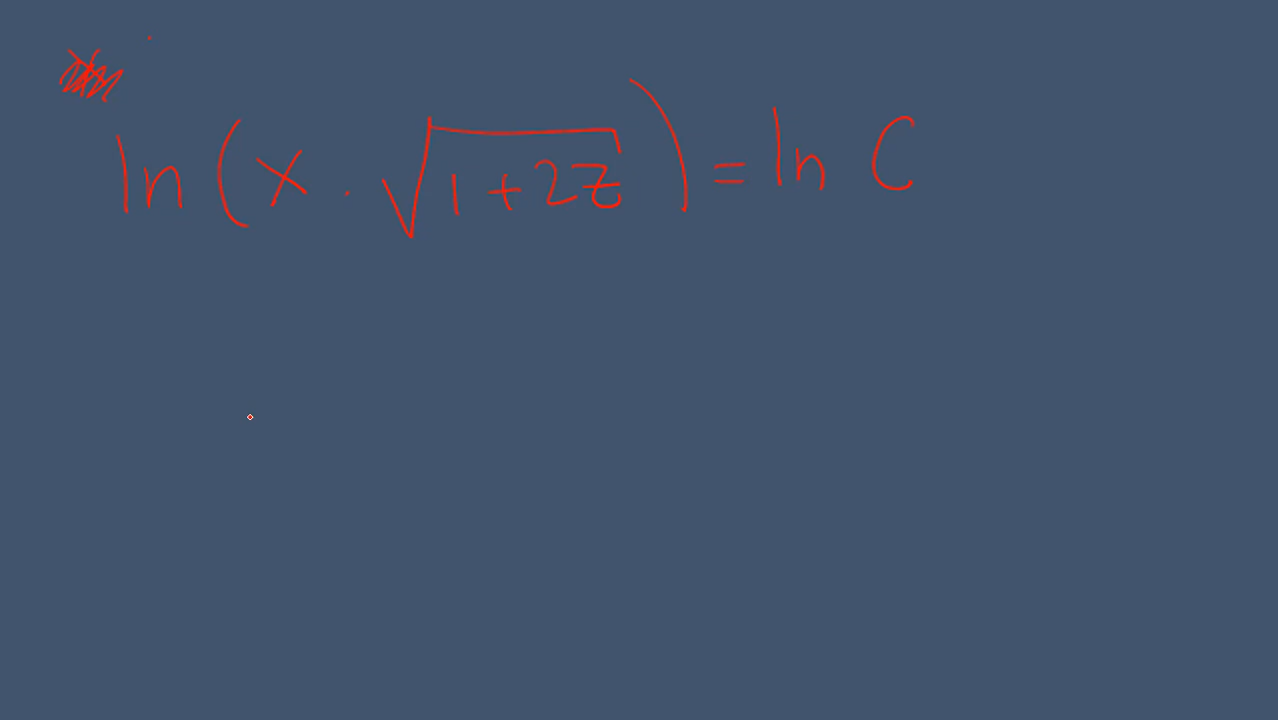 ln(x · √1+2z) = ln C